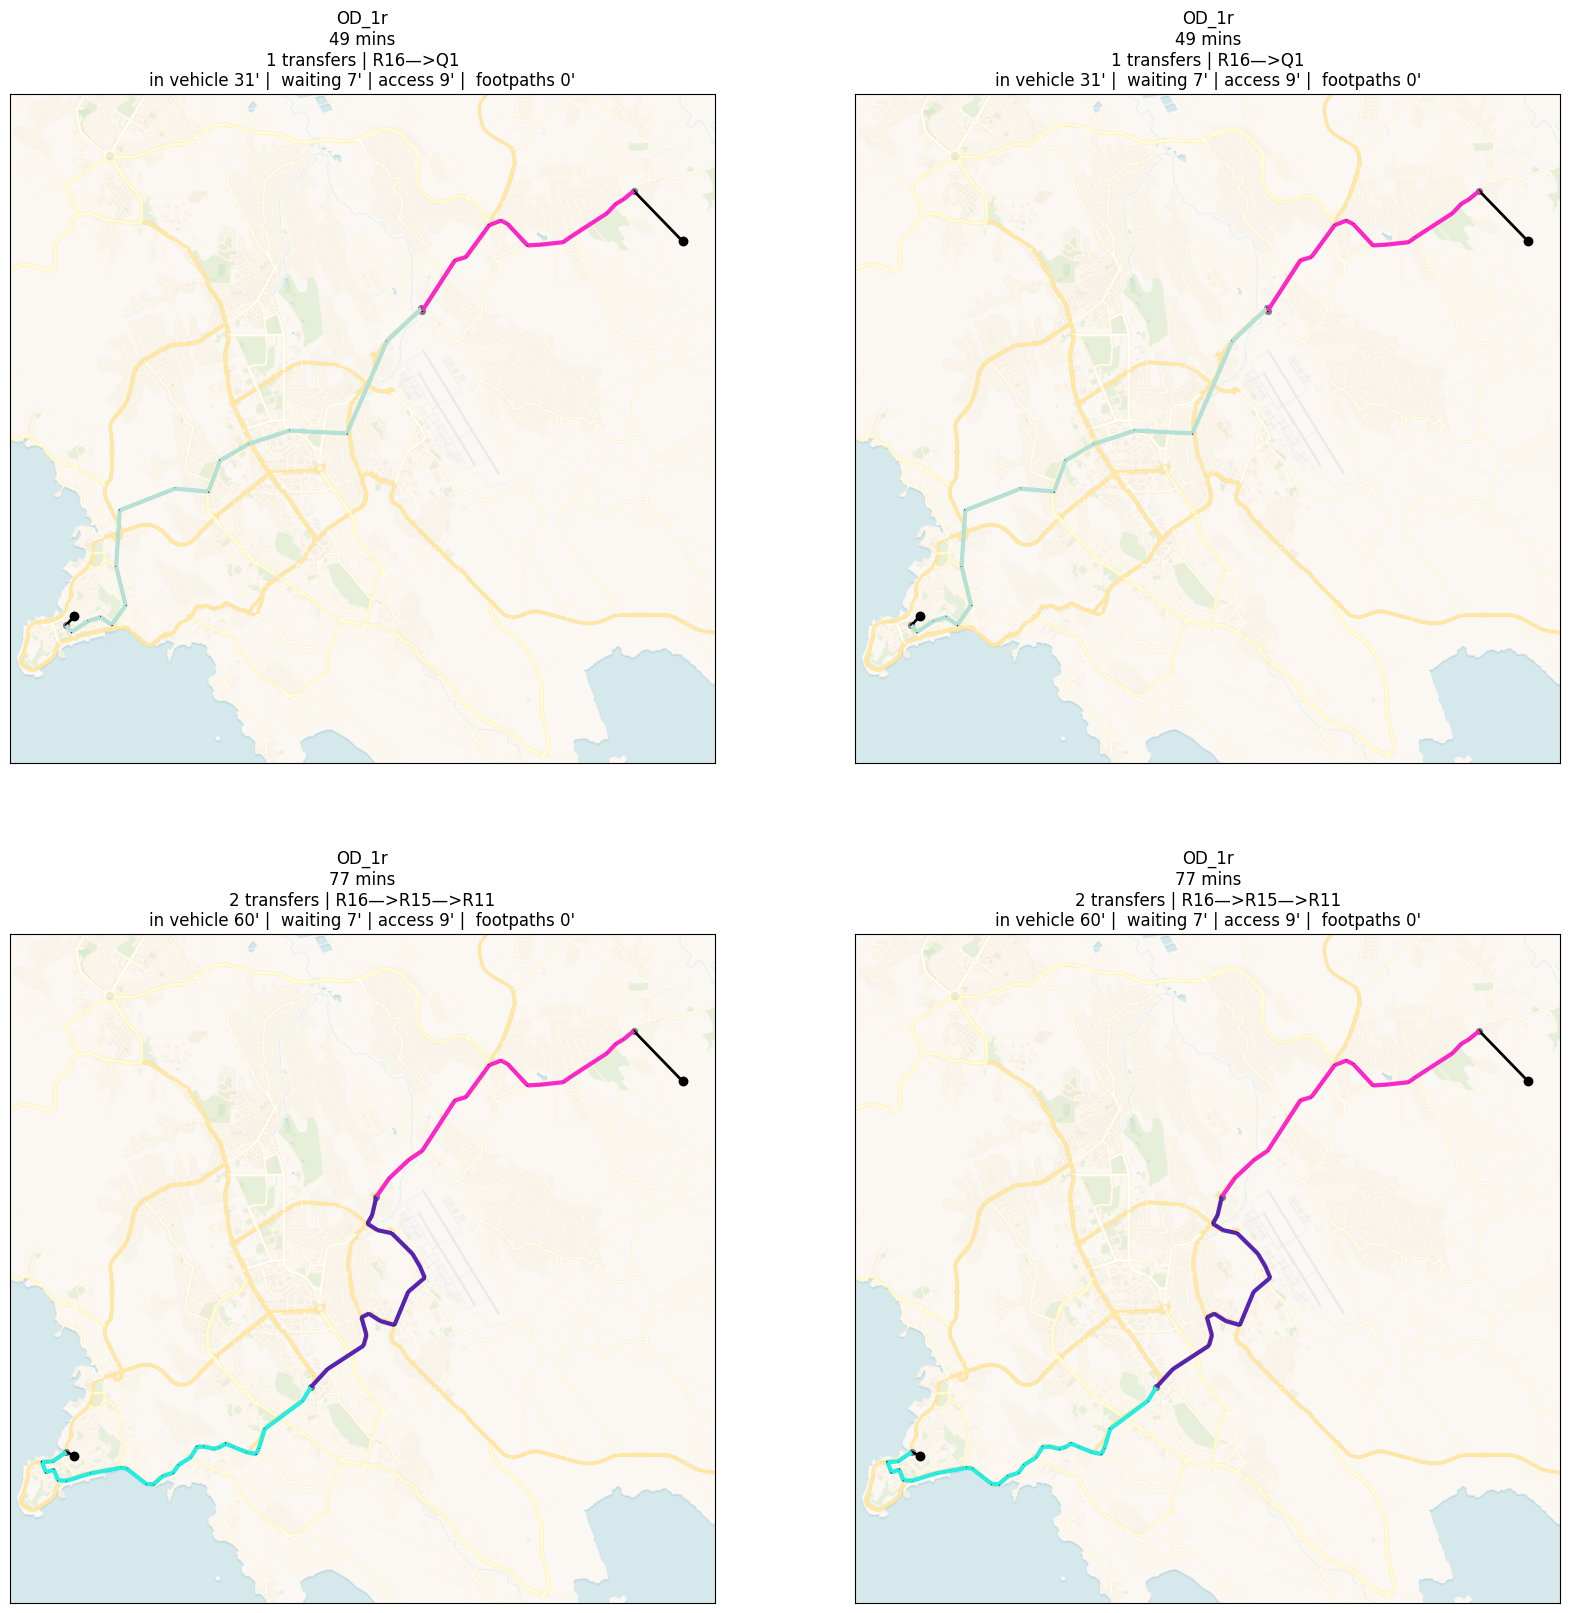 OD_1r
49 mins
1 transfers | R16—>Q1
in vehicle 31' |  waiting 7' | access 9' |  footpaths 0'
OD_1r
49 mins
1 transfers | R16—>Q1
in vehicle 31' |  waiting 7' | access 9' |  footpaths 0'
OD_1r
77 mins
2 transfers | R16—>R15—>R11
in vehicle 60' |  waiting 7' | access 9' |  footpaths 0'
OD_1r
77 mins
2 transfers | R16—>R15—>R11
in vehicle 60' |  waiting 7' | access 9' |  footpaths 0'